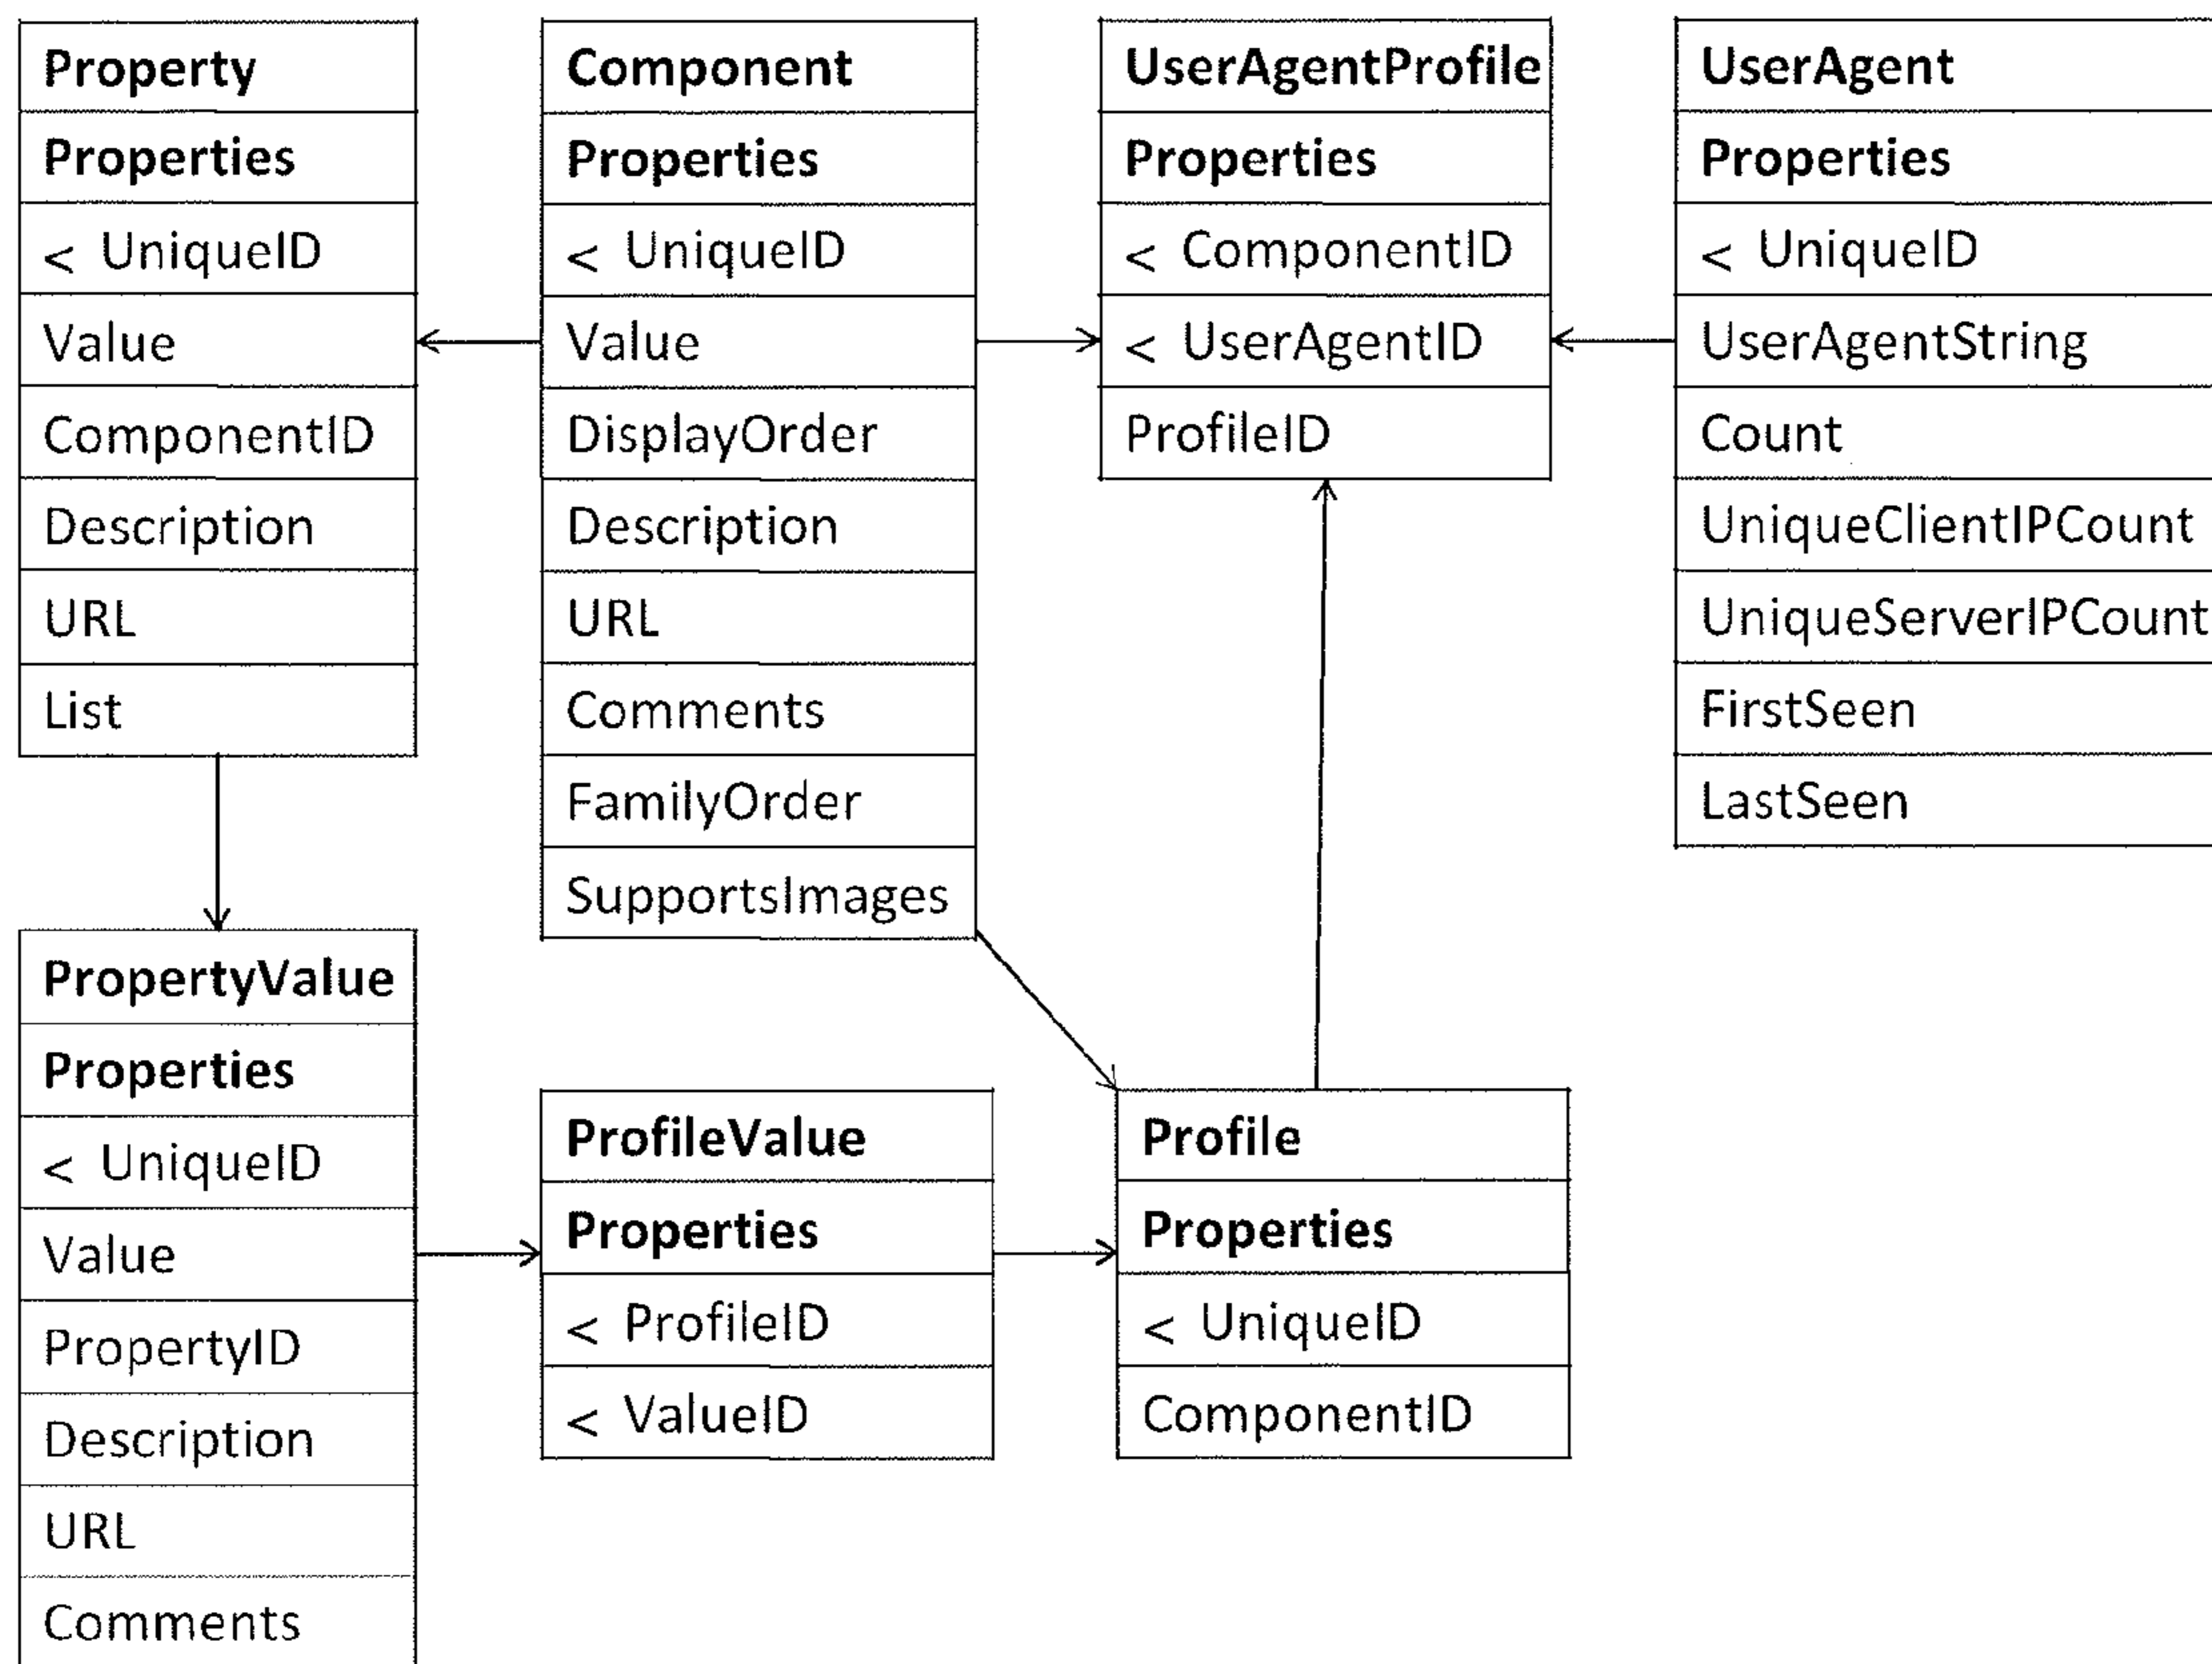 Property
Properties
< UniqueID
Value
ComponentID
Description
URL
List
Component
Properties
< UniqueID
Value
DisplayOrder
Description
URL
Comments
FamilyOrder
SupportsImages
UserAgentProfile
Properties
< ComponentID
< UserAgentID
ProfileID
UserAgent
Properties
< UniqueID
UserAgentString
Count
UniqueClientIPCount
UniqueServerIPCount
FirstSeen
LastSeen
PropertyValue
Properties
< UniqueID
Value
PropertyID
Description
URL
Comments
ProfileValue
Properties
< ProfileID
< ValueID
Profile
Properties
< UniqueID
ComponentID